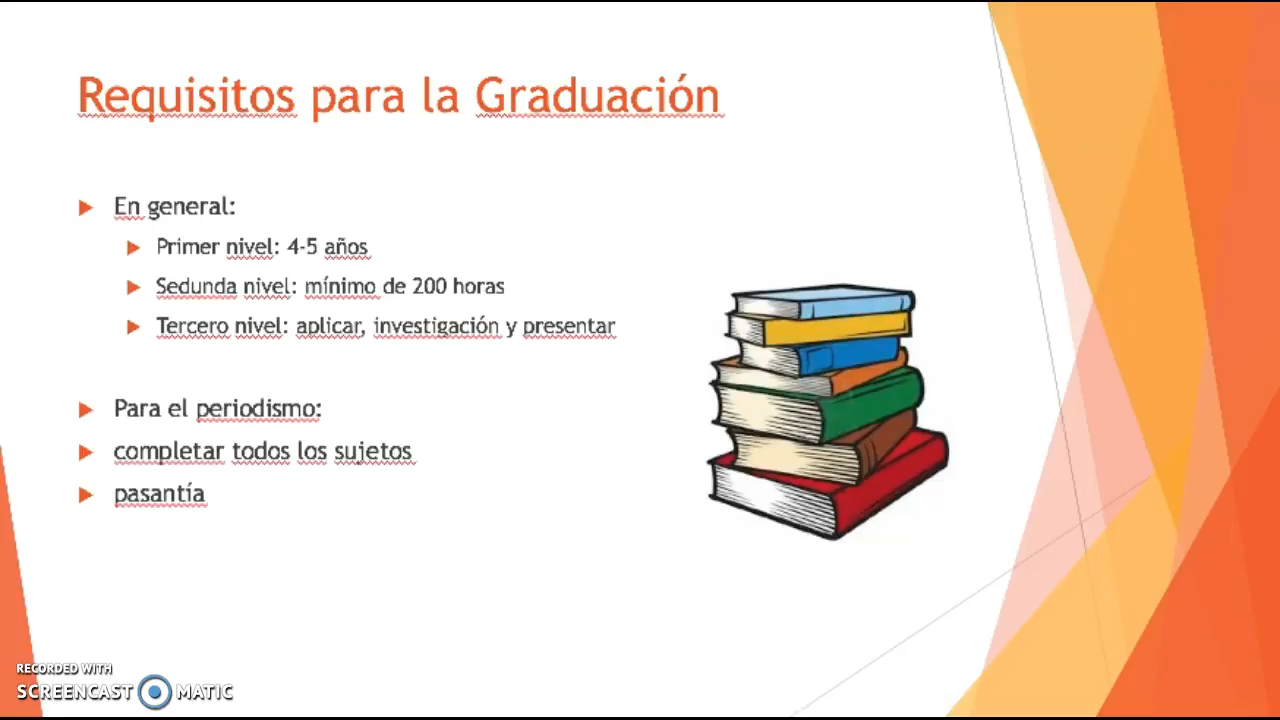 Requisitos para la Graduación
En general:
Primer nivel: 4-5 años
Sedunda nivel: mínimo de 200 horas
Tercero nivel: aplicar, investigación y presentar
Para el periodismo:
completar todos los sujetos
pasantía
RECORDED WITH
SCREENCAST MATIC